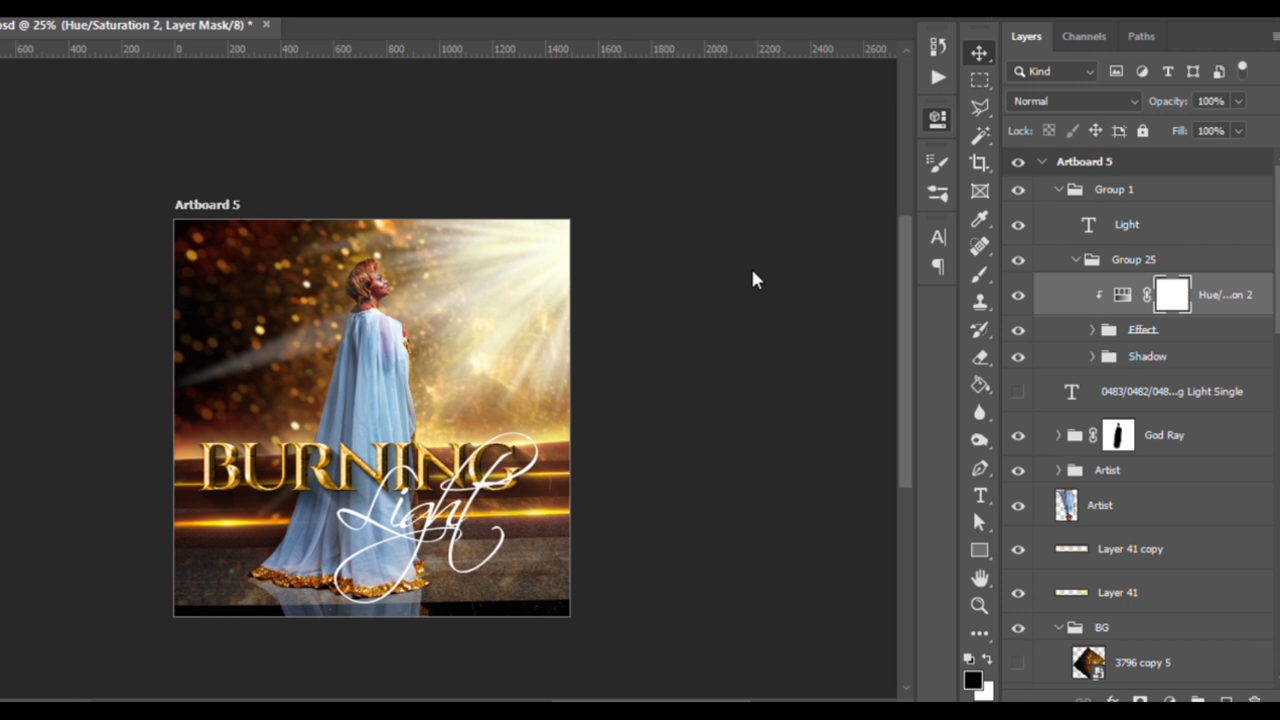 osd @ 25% (Hue/Saturation 2, Layer Mask/8) *
600 400 200 0 200 400 600 800 1000 1200 1400 1600 1800 2000 2200 2400 2600
Artboard 5
BURNING
Light
Layers Channels Paths
Kind
Normal Opacity: 100%
Lock: Fill: 100%
Artboard 5
Group 1
Light
Group 25
Hue/...on 2
Effect
Shadow
0483/0482/048...g Light Single
God Ray
Artist
Artist
Layer 41 copy
Layer 41
BG
3796 copy 5